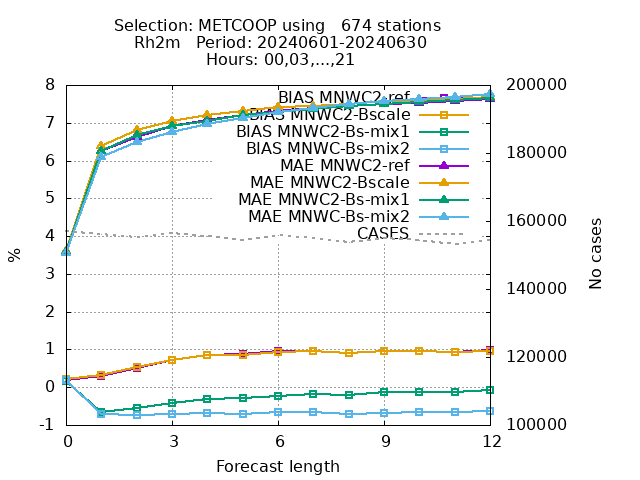 Selection: METCOOP using   674 stations
Rh2m   Period: 20240601-20240630
Hours: 00,03,...,21
8
7
6
5
4
3
2
1
0
-1
%
200000
180000
160000
140000
120000
100000
No cases
BIAS MNWC2-ref
BIAS MNWC2-Bscale
BIAS MNWC2-Bs-mix1
BIAS MNWC-Bs-mix2
MAE MNWC2-ref
MAE MNWC2-Bscale
MAE MNWC2-Bs-mix1
MAE MNWC-Bs-mix2
CASES
0 3 6 9 12
Forecast length